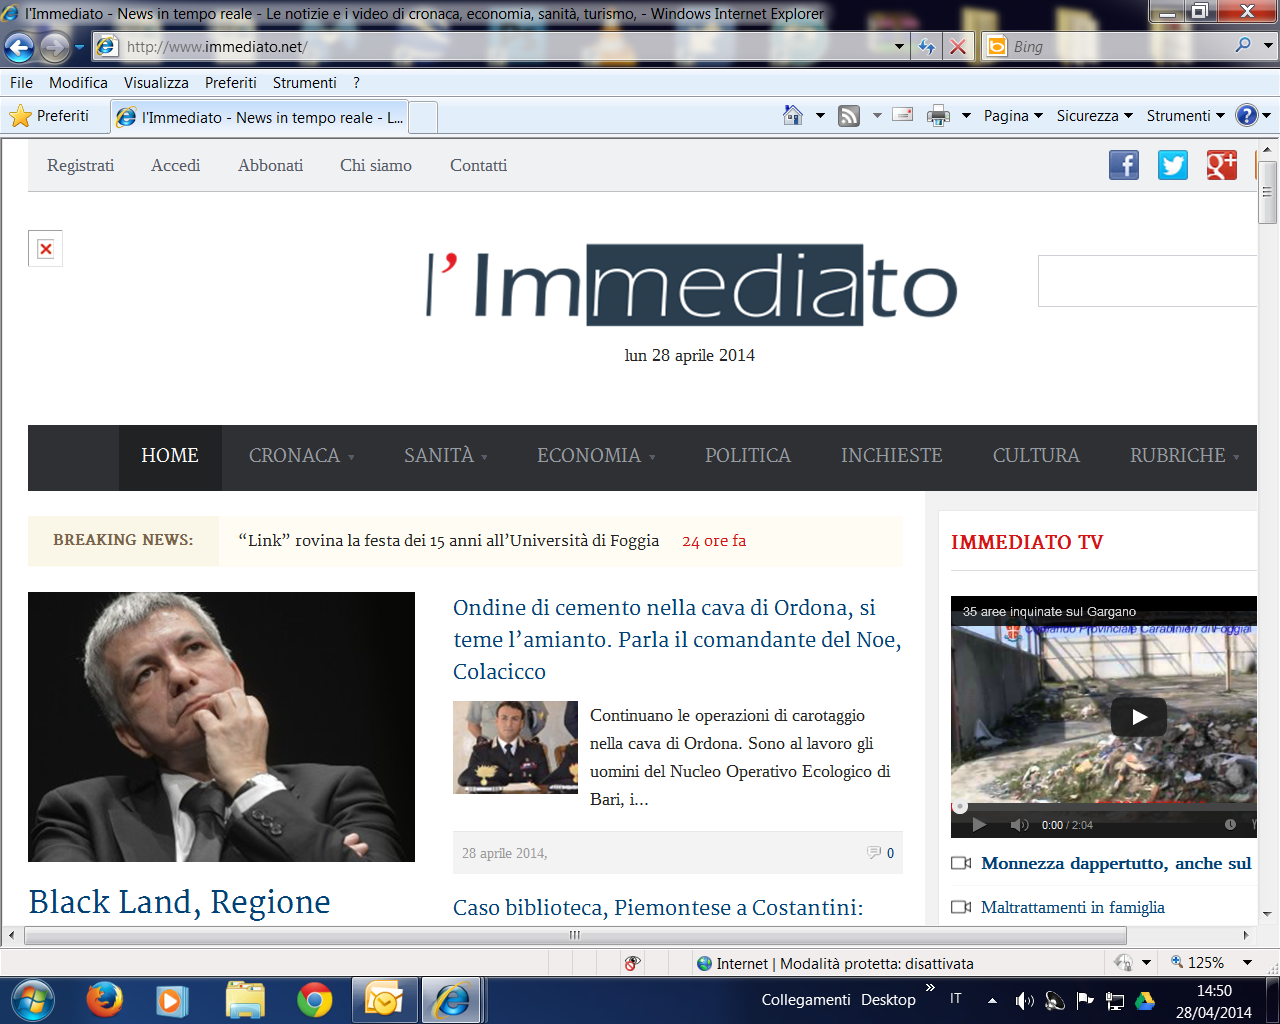 l'Immediato - News in tempo reale - Le notizie e i video di cronaca, economia, sanità, turismo, - Windows Internet Explorer
http://www.immediato.net/
Bing
File Modifica Visualizza Preferiti Strumenti ?
Preferiti
l'Immediato - News in tempo reale - L...
Pagina Sicurezza Strumenti
Registrati Accedi Abbonati Chi siamo Contatti
l'Immediato
lun 28 aprile 2014
HOME CRONACA SANITÀ ECONOMIA POLITICA INCHIESTE CULTURA RUBRICHE
BREAKING NEWS: “Link” rovina la festa dei 15 anni all’Università di Foggia 24 ore fa
Black Land, Regione
Ondine di cemento nella cava di Ordona, si
teme l’amianto. Parla il comandante del Noe,
Colacicco
Continuano le operazioni di carotaggio
nella cava di Ordona. Sono al lavoro gli
uomini del Nucleo Operativo Ecologico di
Bari, i...
28 aprile 2014, 0
Caso biblioteca, Piemontese a Costantini:
IMMEDIATO TV
35 aree inquinate sul Gargano
Comando Provinciale Carabinieri di Foggia
0:00 / 2:04
Monnezza dappertutto, anche sul
Maltrattamenti in famiglia
Internet | Modalità protetta: disattivata
125%
Collegamenti Desktop » IT
14:50
28/04/2014